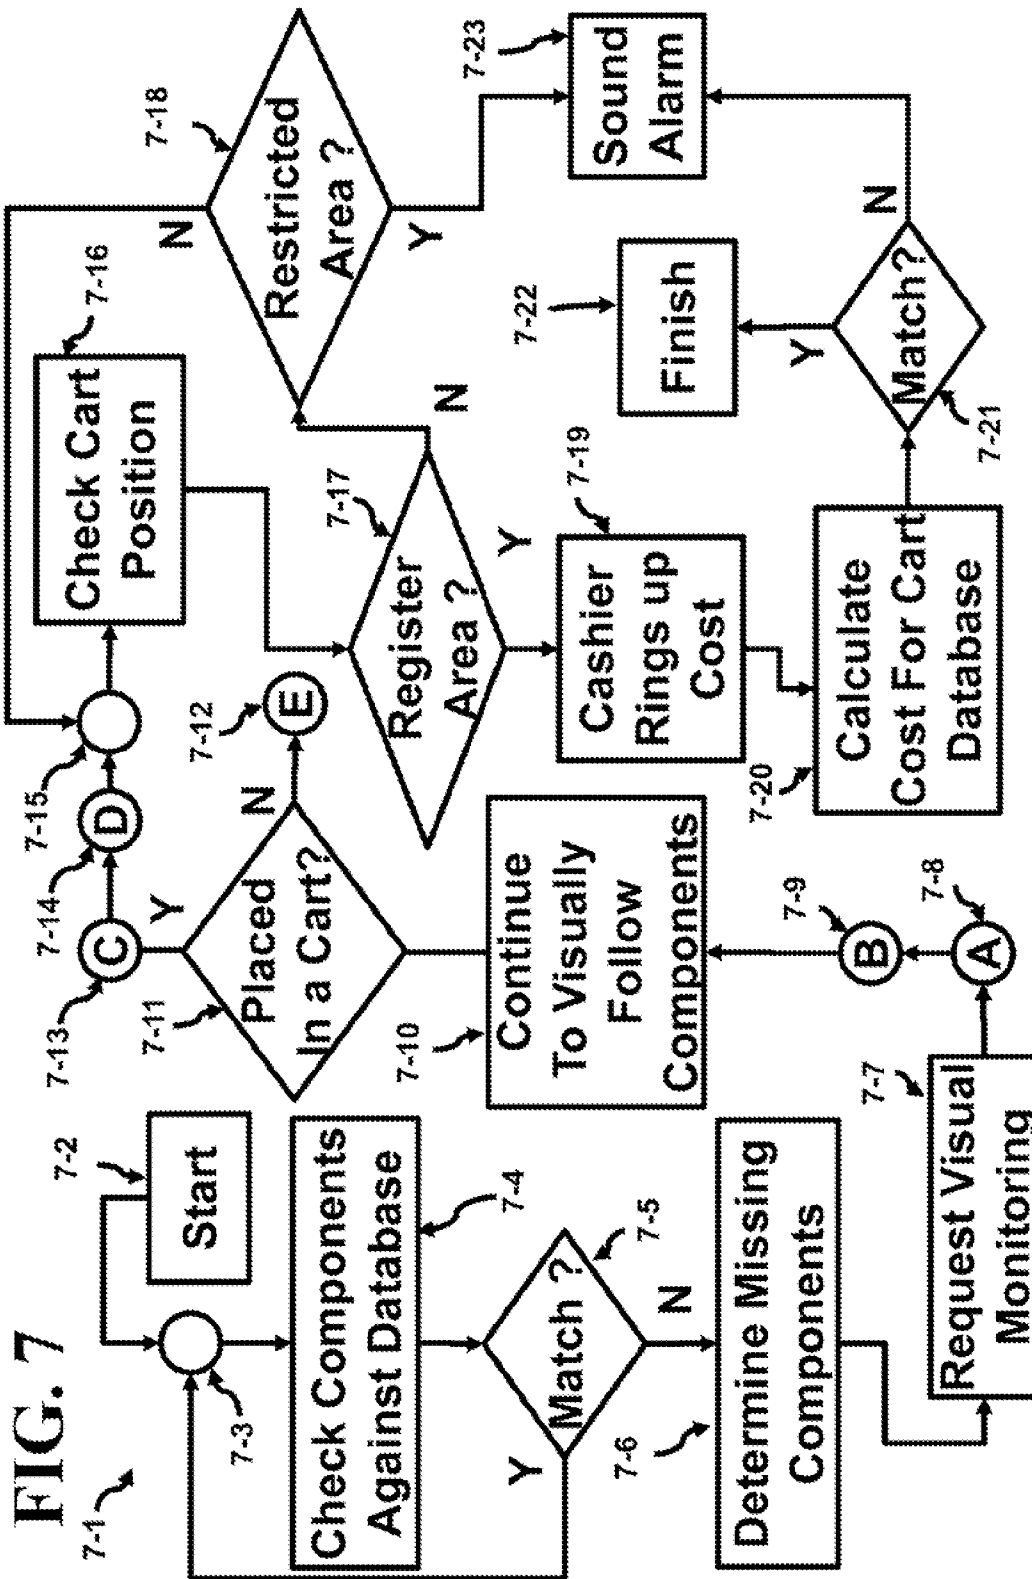 FIG. 7
7-1
7-2
Start
7-3
Check Components
Against Database
7-4
Match ?
7-5
Y
N
7-6
Determine Missing
Components
7-7
Request Visual
Monitoring
7-8
A
7-9
B
7-10
Continue
To Visually
Follow
Components
7-11
Placed
In a Cart?
Y
N
7-12
E
7-13
C
7-14
D
7-15
7-16
Check Cart
Position
7-17
Register
Area ?
N
Y
7-18
Restricted
Area ?
N
Y
7-19
Cashier
Rings up
Cost
7-20
Calculate
Cost For Cart
Database
7-21
Match?
Y
N
7-22
Finish
7-23
Sound
Alarm